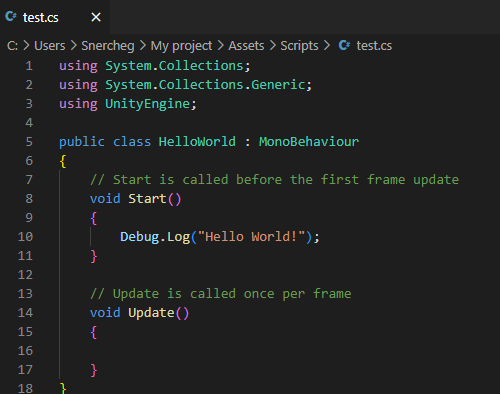 test.cs
C: > Users > Snercheg > My project > Assets > Scripts > test.cs
1 using System.Collections;
2 using System.Collections.Generic;
3 using UnityEngine;
4
5 public class HelloWorld : MonoBehaviour
6 {
7     // Start is called before the first frame update
8     void Start()
9     {
10         Debug.Log("Hello World!");
11     }
12
13     // Update is called once per frame
14     void Update()
15     {
16
17     }
18 }